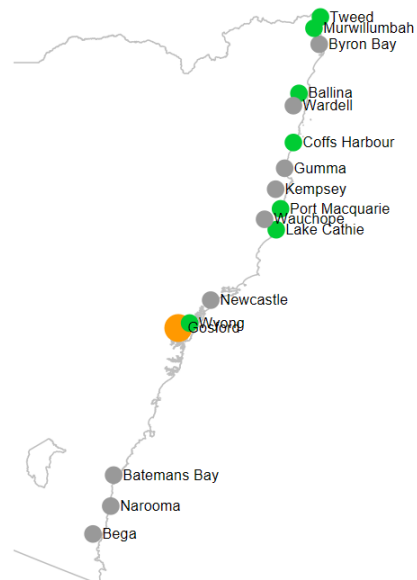 Tweed
Murwillumbah
Byron Bay
Ballina
Wardell
Coffs Harbour
Gumma
Kempsey
Port Macquarie
Wauchope
Lake Cathie
Newcastle
Wyong
Gosford
Batemans Bay
Narooma
Bega